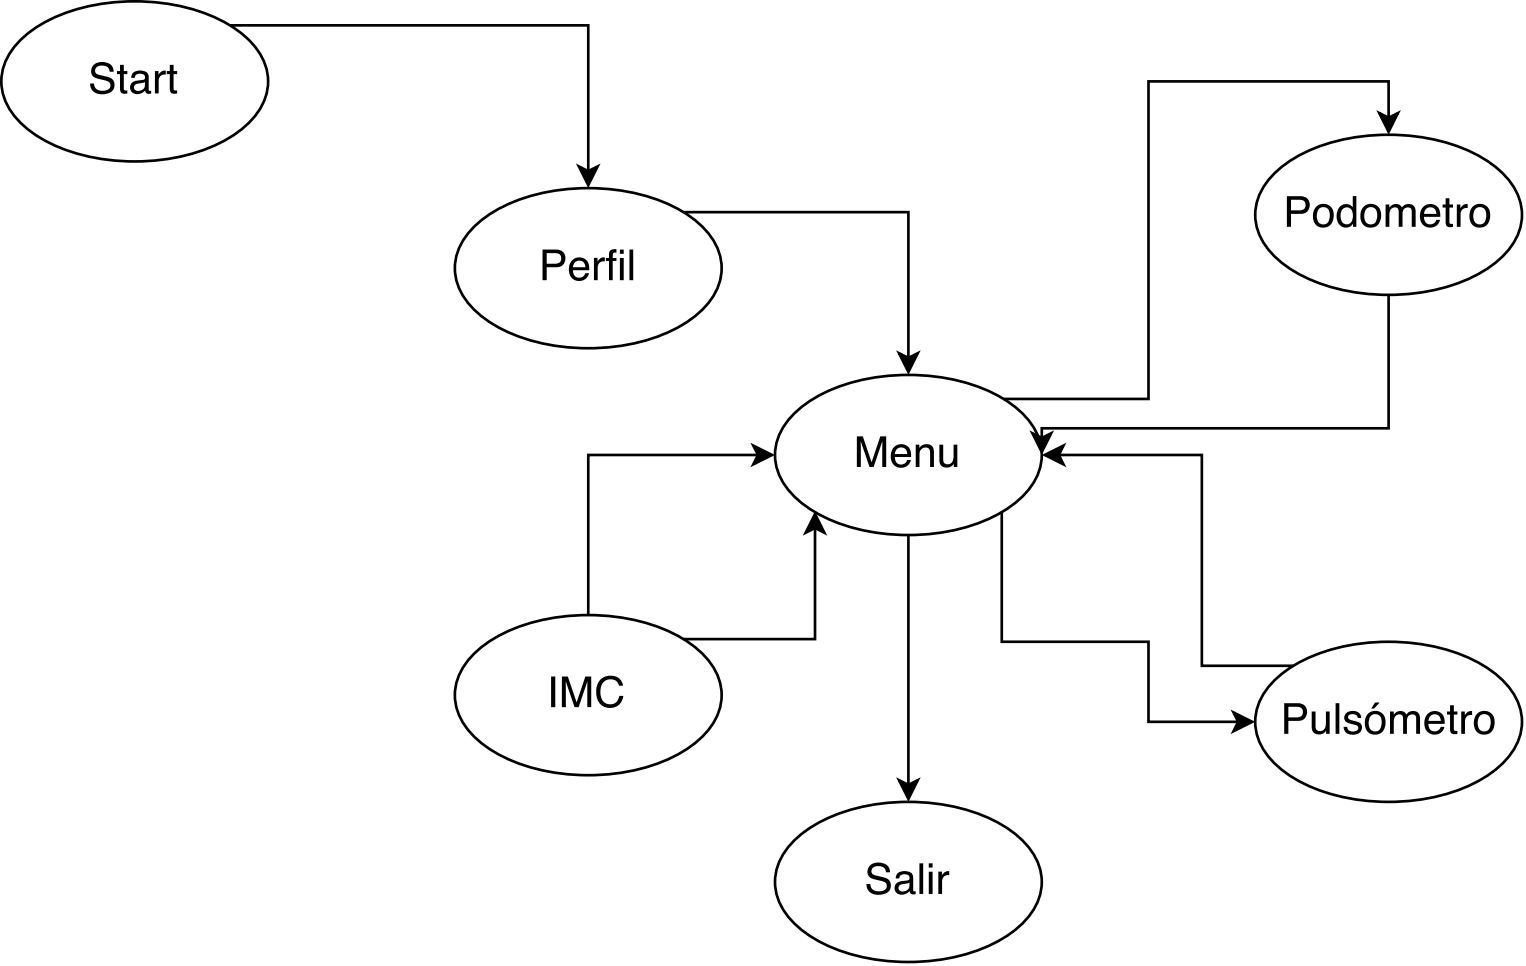 Start
Perfil
Podometro
Menu
IMC
Pulsómetro
Salir